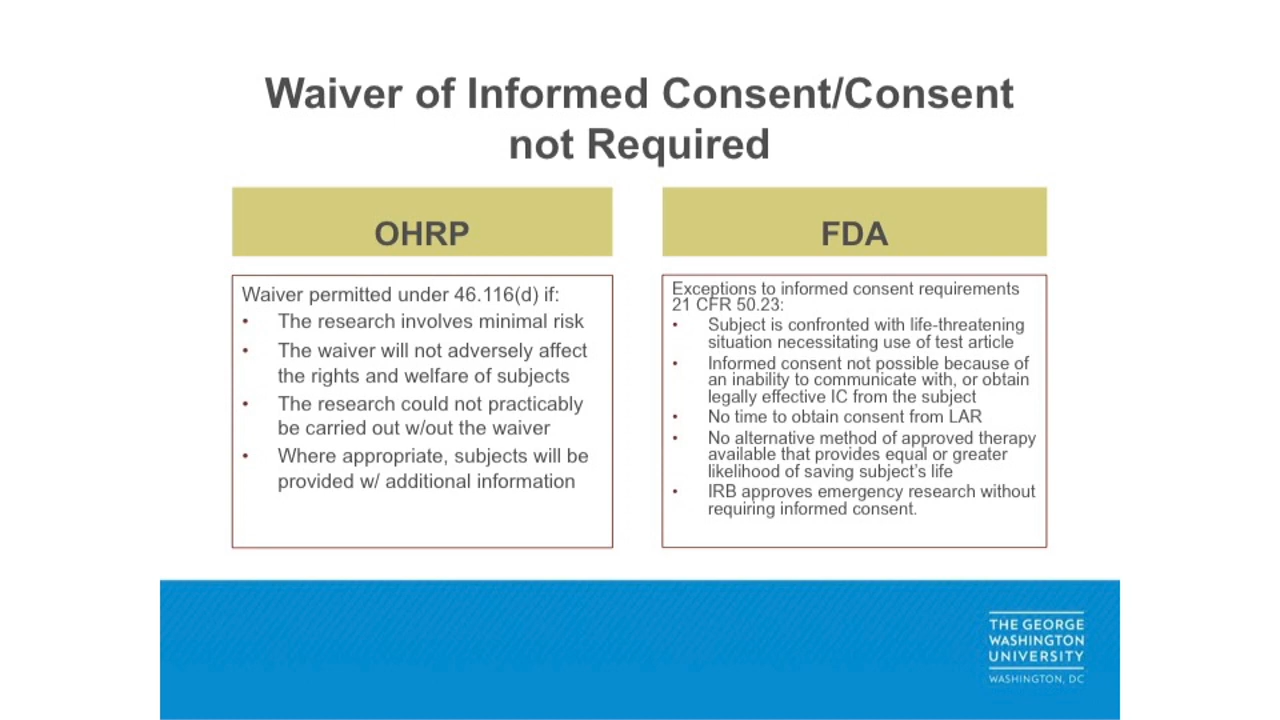 Waiver of Informed Consent/Consent
not Required
OHRP
Waiver permitted under 46.116(d) if:
• The research involves minimal risk
• The waiver will not adversely affect
the rights and welfare of subjects
• The research could not practicably
be carried out w/out the waiver
• Where appropriate, subjects will be
provided w/ additional information
FDA
Exceptions to informed consent requirements
21 CFR 50.23:
• Subject is confronted with life-threatening
situation necessitating use of test article
• Informed consent not possible because of
an inability to communicate with, or obtain
legally effective IC from the subject
• No time to obtain consent from LAR
• No alternative method of approved therapy
available that provides equal or greater
likelihood of saving subject's life
• IRB approves emergency research without
requiring informed consent.
THE GEORGE
WASHINGTON
UNIVERSITY
WASHINGTON, DC